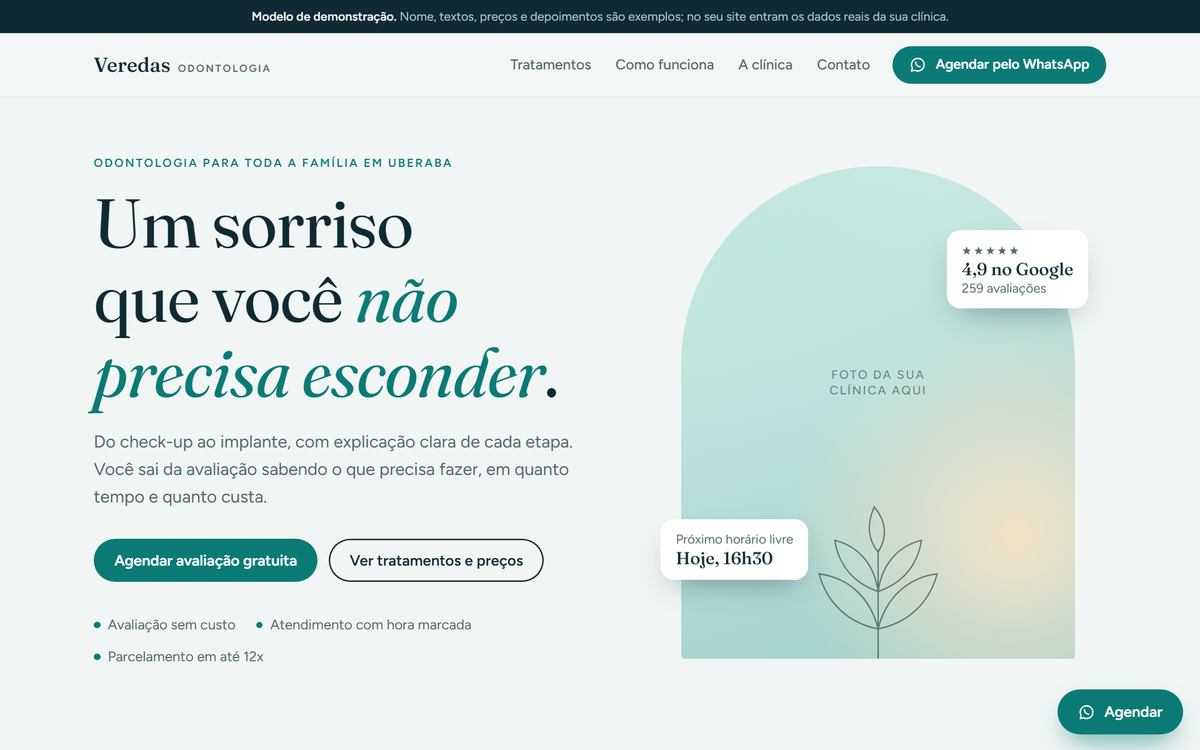 Modelo de demonstração. Nome, textos, preços e depoimentos são exemplos; no seu site entram os dados reais da sua clínica.
Veredas ODONTOLOGIA
Tratamentos
Como funciona
A clínica
Contato
Agendar pelo WhatsApp
ODONTOLOGIA PARA TODA A FAMÍLIA EM UBERABA
Um sorriso
que você não
precisa esconder.
Do check-up ao implante, com explicação clara de cada etapa.
Você sai da avaliação sabendo o que precisa fazer, em quanto
tempo e quanto custa.
Agendar avaliação gratuita
Ver tratamentos e preços
Avaliação sem custo
Atendimento com hora marcada
Parcelamento em até 12x
★★★★★
4,9 no Google
259 avaliações
FOTO DA SUA
CLÍNICA AQUI
Próximo horário livre
Hoje, 16h30
Agendar